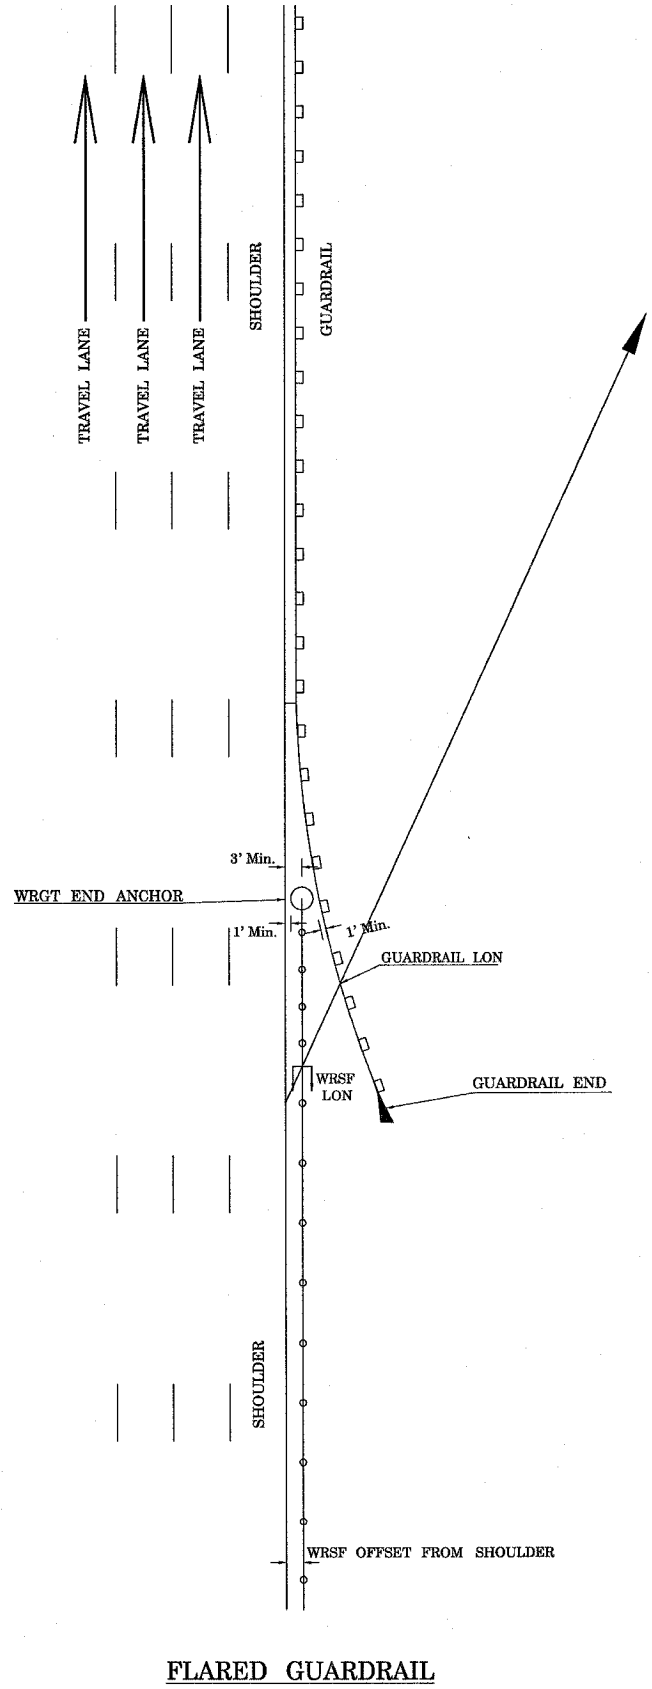 SHOULDER
GUARDRAIL
TRAVEL LANE
TRAVEL LANE
TRAVEL LANE
3' Min.
WRGT END ANCHOR
1' Min.
1' Min.
GUARDRAIL LON
WRSF
LON
GUARDRAIL END
SHOULDER
WRSF OFFSET FROM SHOULDER
FLARED GUARDRAIL